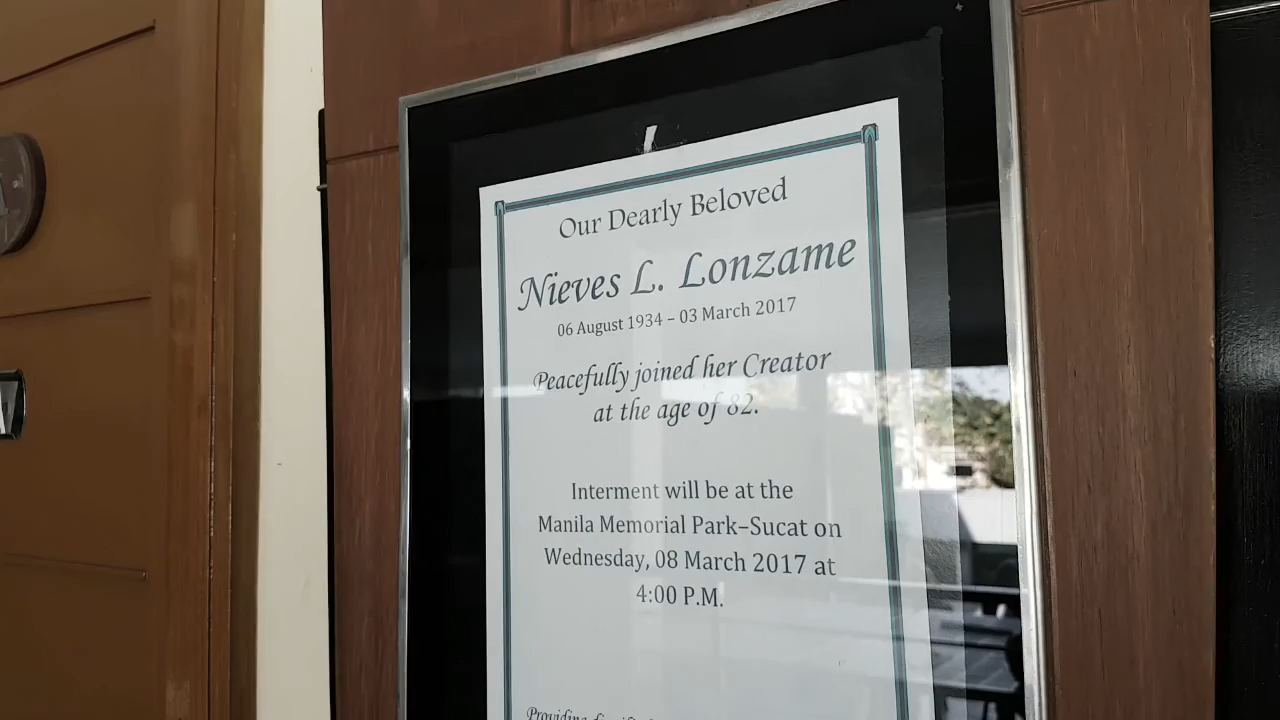 Our Dearly Beloved
Nieves L. Lonzame
06 August 1934 – 03 March 2017
Peacefully joined her Creator
at the age of 82.
Interment will be at the
Manila Memorial Park–Sucat on
Wednesday, 08 March 2017 at
4:00 P.M.
Providing